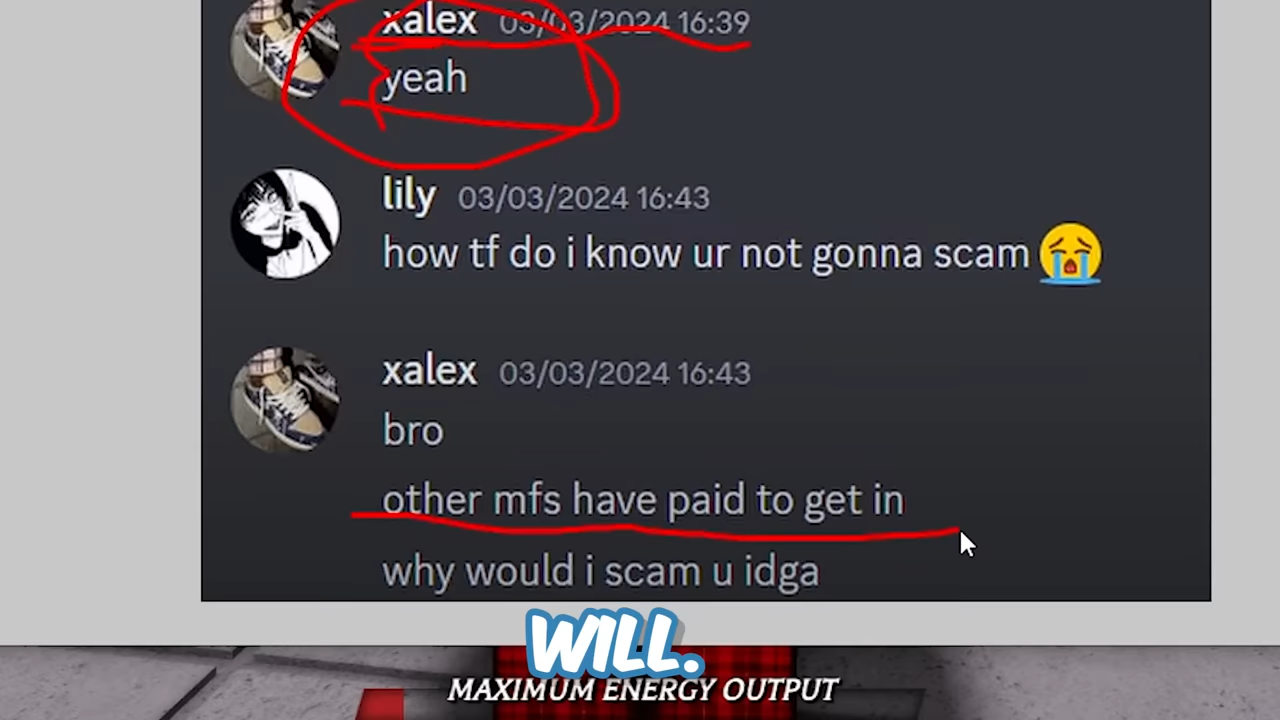 xalex 03/03/2024 16:39
yeah
lily 03/03/2024 16:43
how tf do i know ur not gonna scam 😭
xalex 03/03/2024 16:43
bro
other mfs have paid to get in
why would i scam u idga
WILL.
MAXIMUM ENERGY OUTPUT